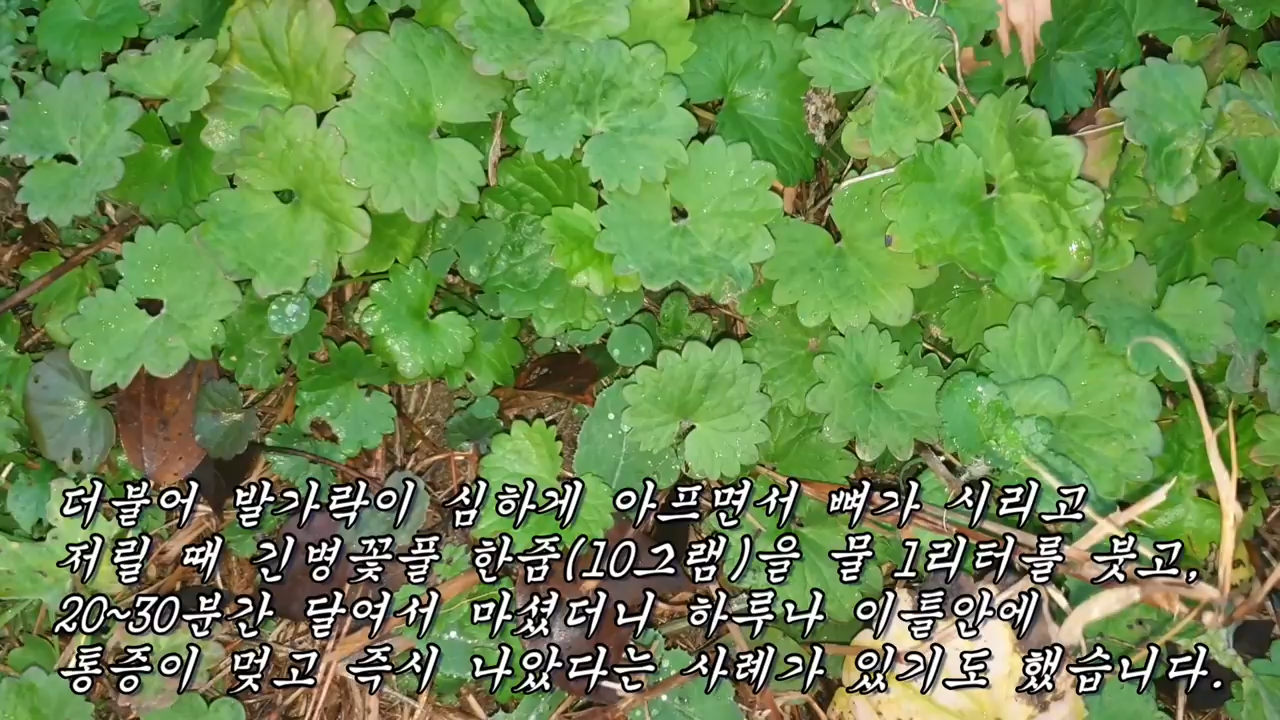 더불어 발가락이 심하게 아프면서 뼈가 시리고
저릴 때 긴병꽃풀 한줌(10그램)을 물 1리터를 붓고,
20~30분간 달여서 마셨더니 하루나 이틀안에
통증이 멎고 즉시 나았다는 사례가 있기도 했습니다.